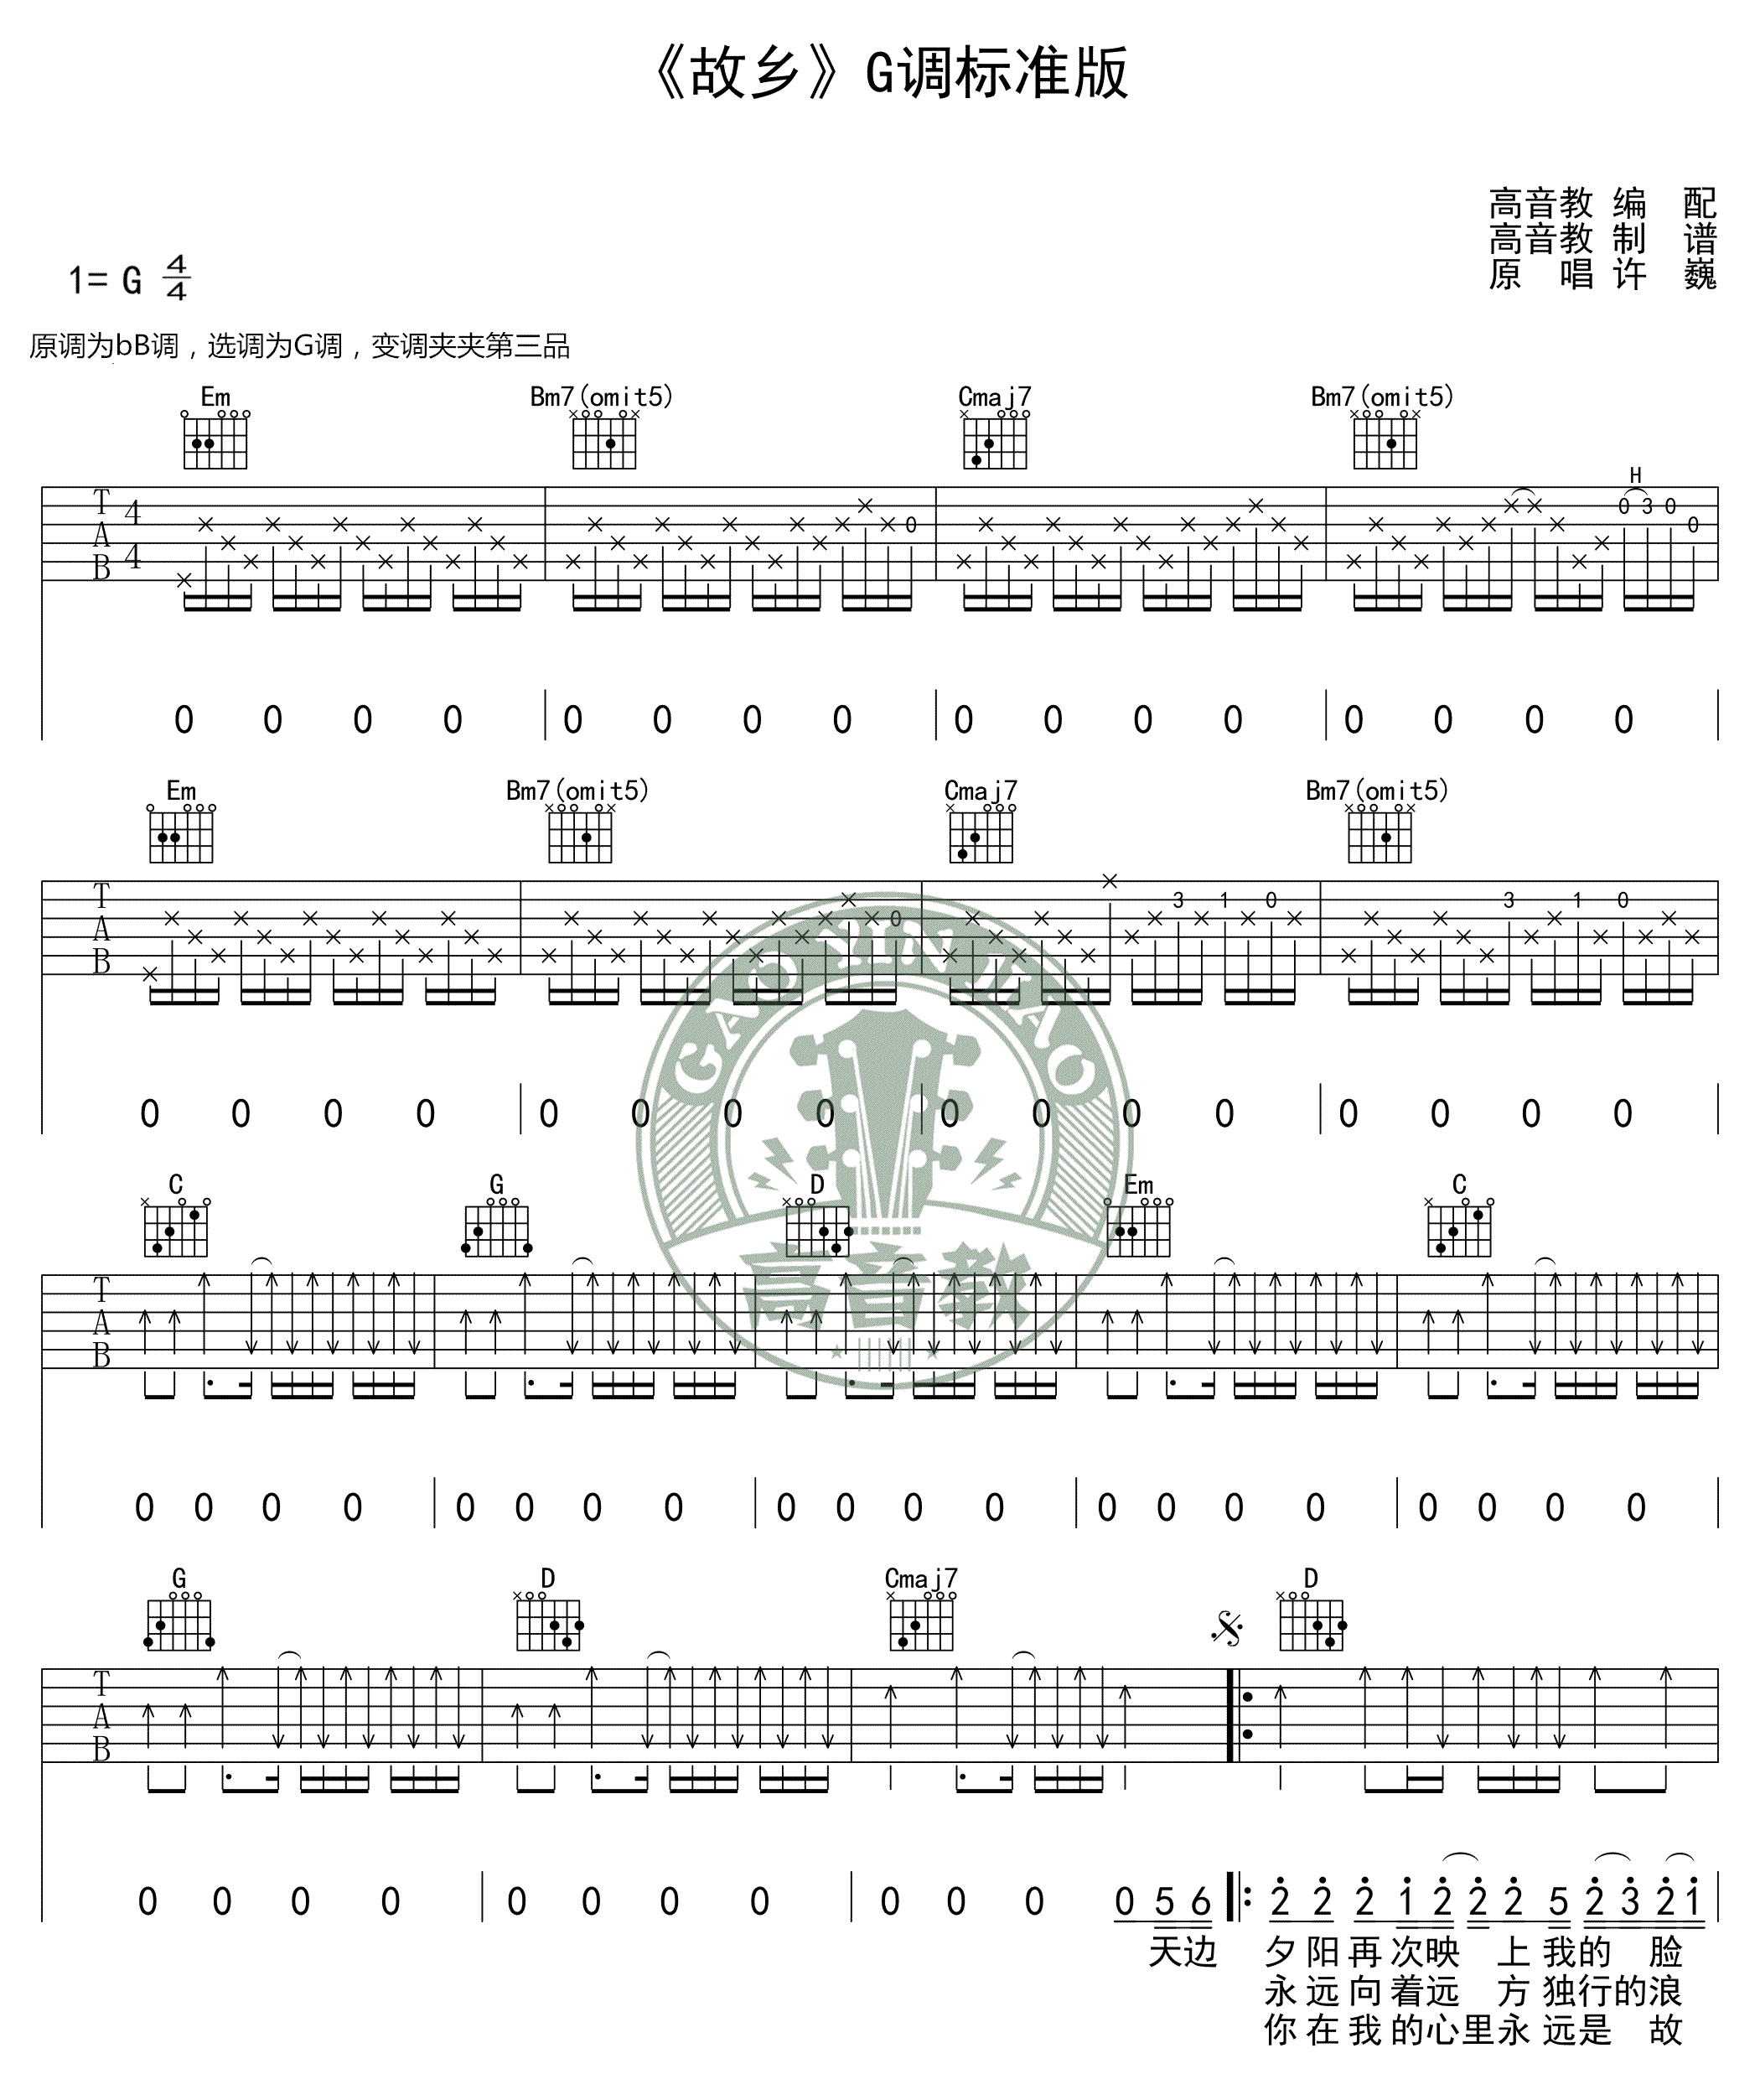 《故乡》G调标准版
高音教 编 配
高音教 制 谱
原 唱 许 巍
1= G 4/4
原调为bB调，选调为G调，变调夹夹第三品
Em Bm7(omit5) Cmaj7 Bm7(omit5)
H
T A B 4 4 0 0 3 0 0
0 0 0 0 0 0 0 0 0 0 0 0 0 0 0 0
Em Bm7(omit5) Cmaj7 Bm7(omit5)
T A B 0 3 1 0 3 1 0
GAO YIN JIAO
0 0 0 0 0 0 0 0 0 0 0 0 0 0 0 0
C G D Em C
高音教
T A B
0 0 0 0 0 0 0 0 0 0 0 0 0 0 0 0 0 0 0 0
G D Cmaj7 D
T A B
0 0 0 0 0 0 0 0 0 0 0 0 5 6 2 2 2 1 2 2 2 5 2 3 2 1
天边 夕阳再次映 上我的 脸
永远向着远 方独行的浪
你在我的心里永远是 故